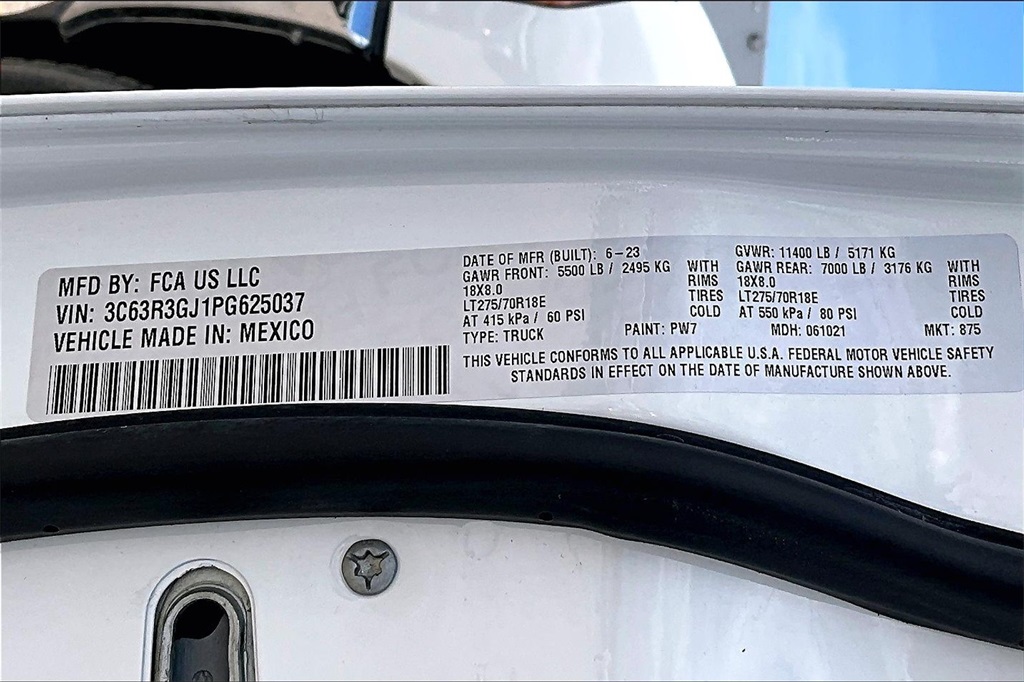 MFD BY: FCA US LLC
VIN: 3C63R3GJ1PG625037
VEHICLE MADE IN: MEXICO
DATE OF MFR (BUILT): 6-23
GAWR FRONT: 5500 LB / 2495 KG WITH
18X8.0 RIMS
LT275/70R18E TIRES
AT 415 kPa / 60 PSI COLD
TYPE: TRUCK PAINT: PW7
GVWR: 11400 LB / 5171 KG
GAWR REAR: 7000 LB / 3176 KG WITH
18X8.0 RIMS
LT275/70R18E TIRES
AT 550 kPa / 80 PSI COLD
MDH: 061021 MKT: 875
THIS VEHICLE CONFORMS TO ALL APPLICABLE U.S.A. FEDERAL MOTOR VEHICLE SAFETY
STANDARDS IN EFFECT ON THE DATE OF MANUFACTURE SHOWN ABOVE.